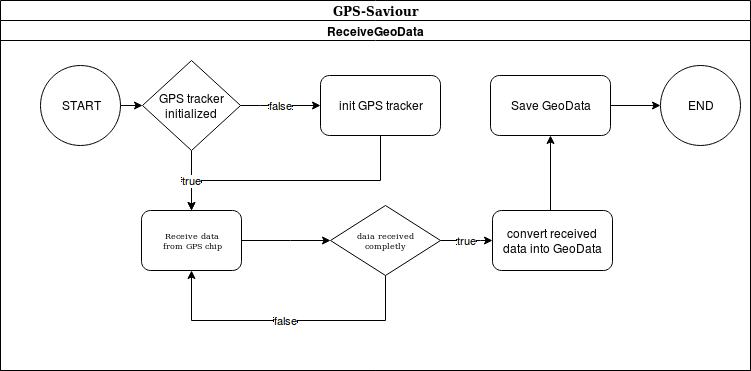 GPS-Saviour
ReceiveGeoData
START
GPS tracker
initialized
false
init GPS tracker
Save GeoData
END
true
Receive data
from GPS chip
data received
completly
true
convert received
data into GeoData
false